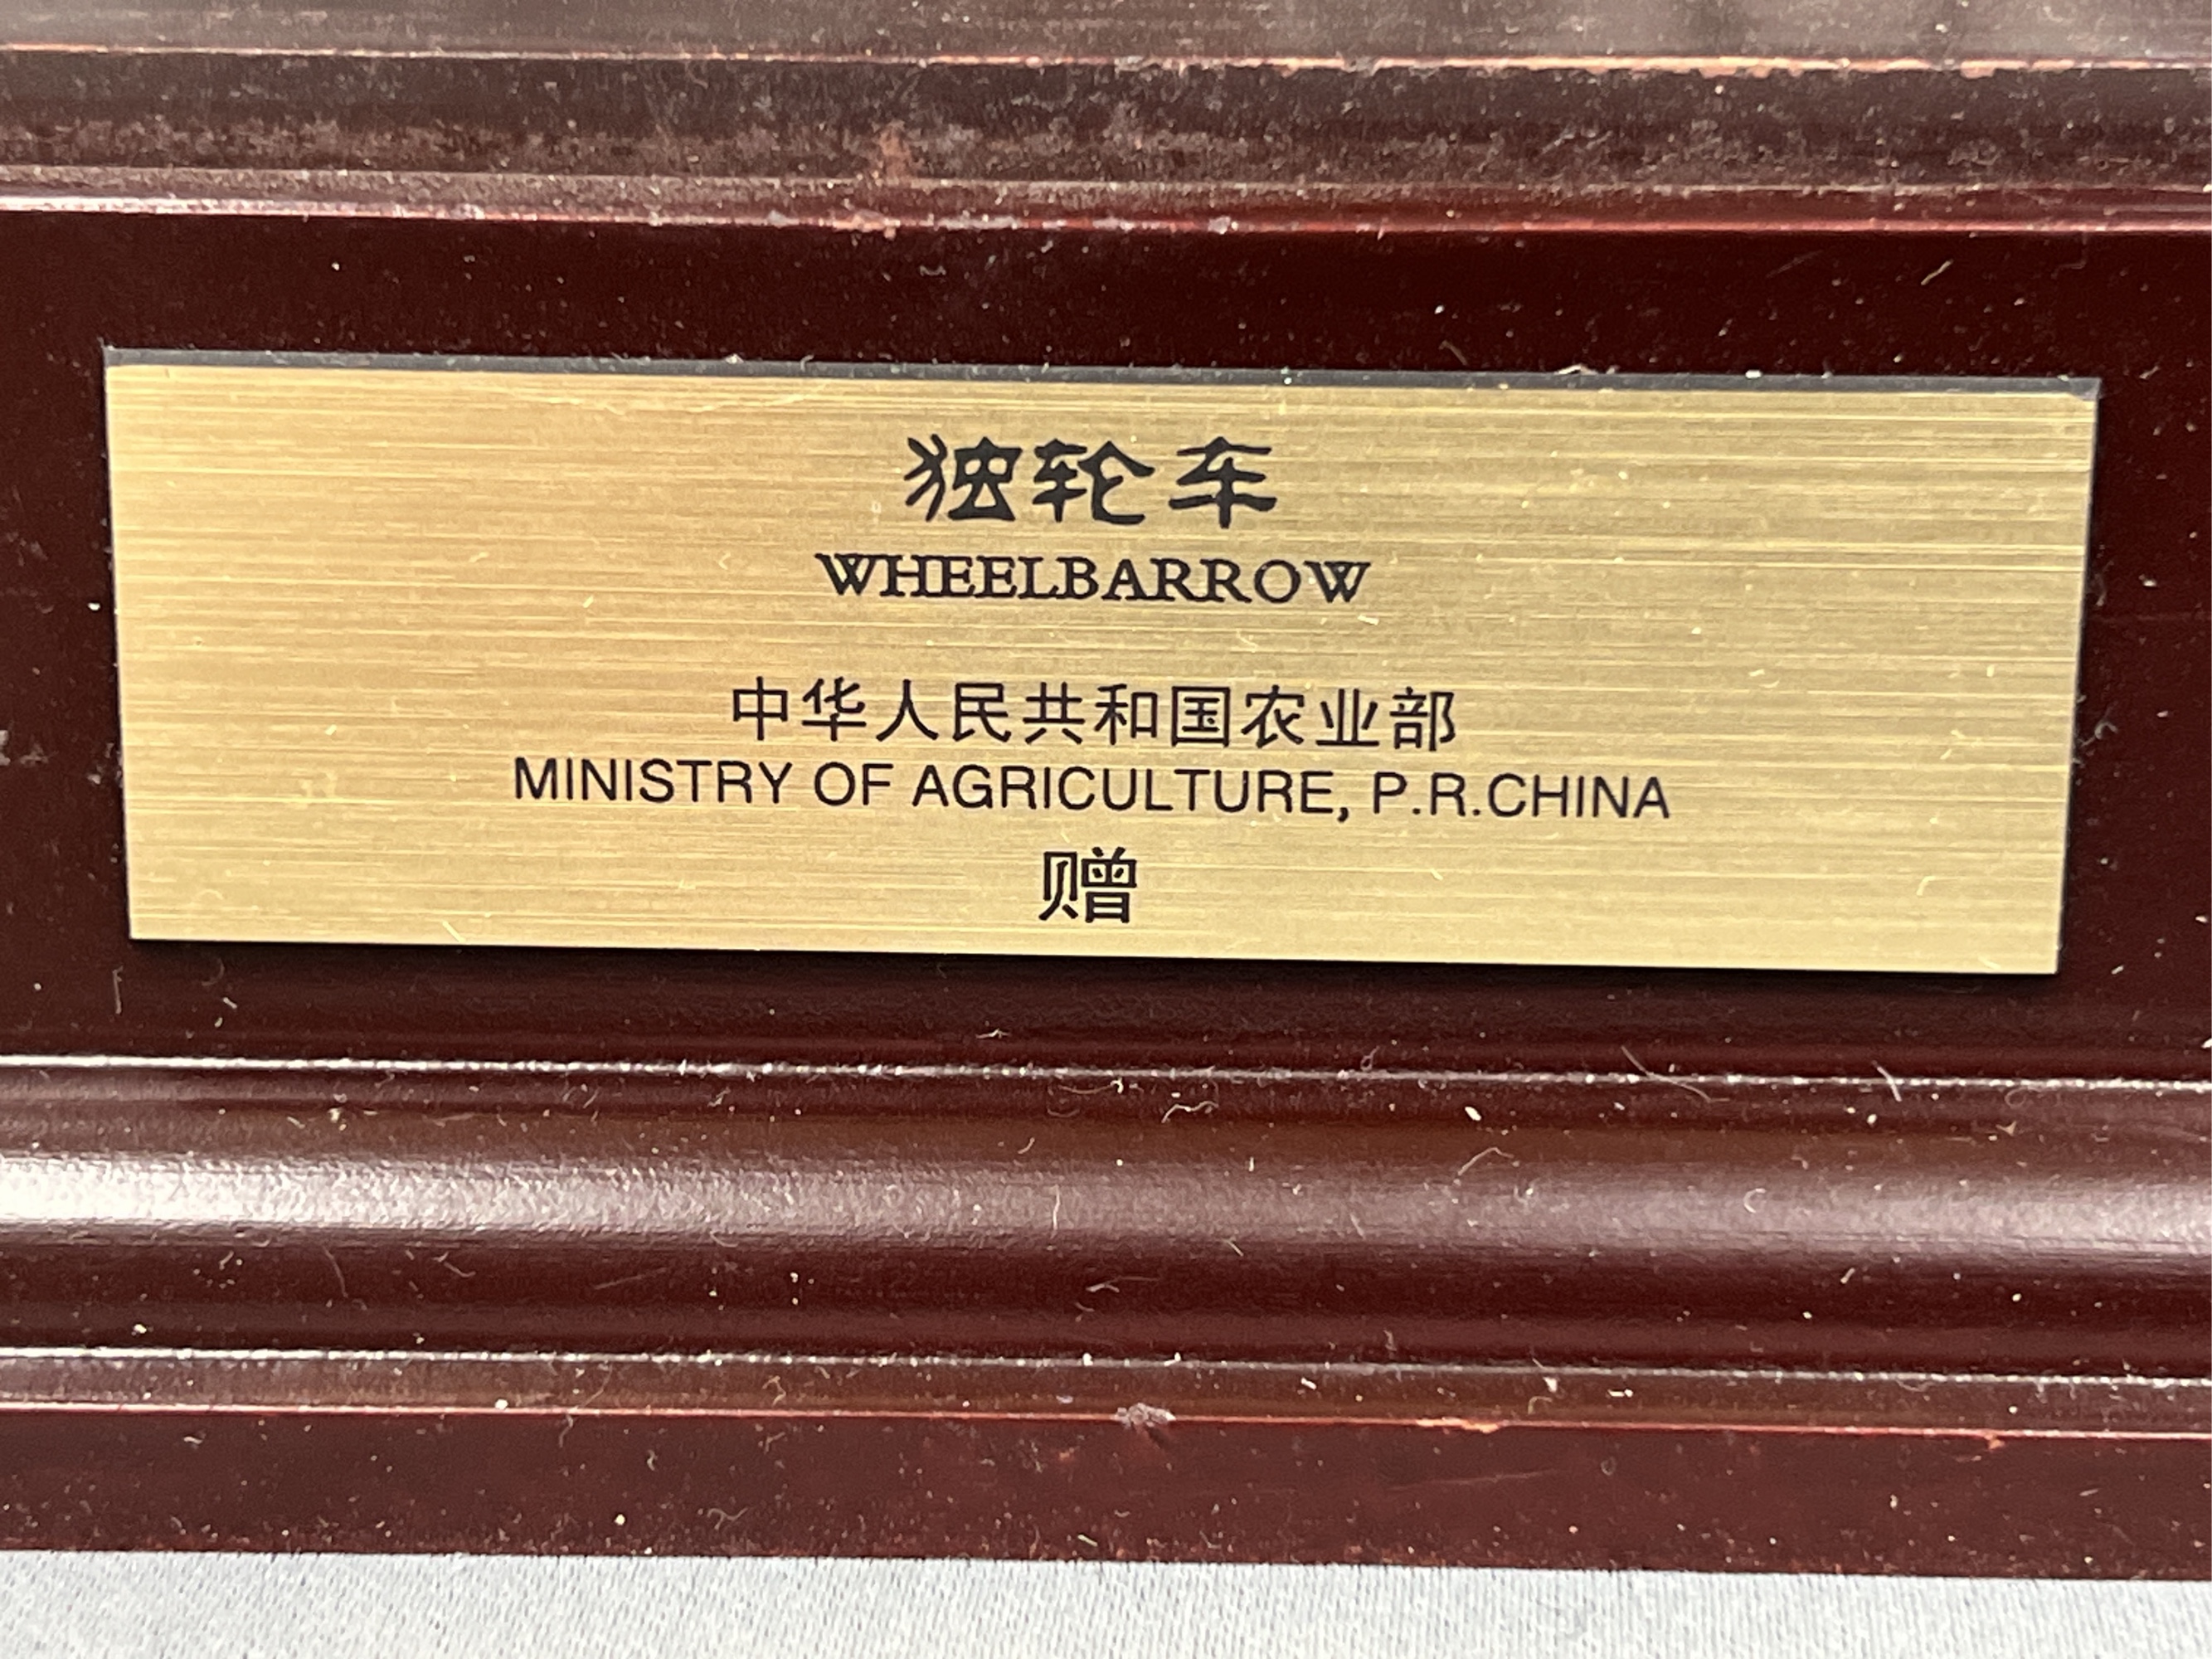 独轮车
WHEELBARROW
中华人民共和国农业部
MINISTRY OF AGRICULTURE, P.R.CHINA
赠